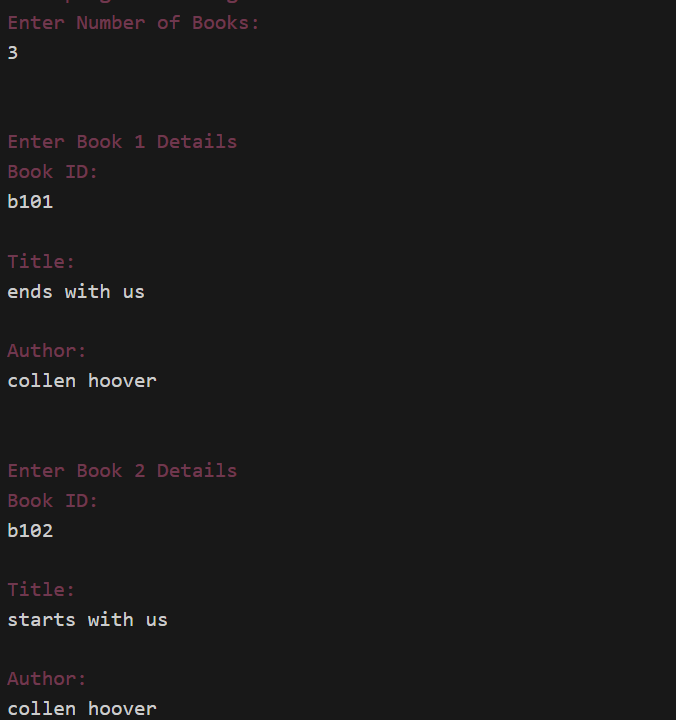 Enter Number of Books:
3
Enter Book 1 Details
Book ID:
b101
Title:
ends with us
Author:
collen hoover
Enter Book 2 Details
Book ID:
b102
Title:
starts with us
Author:
collen hoover